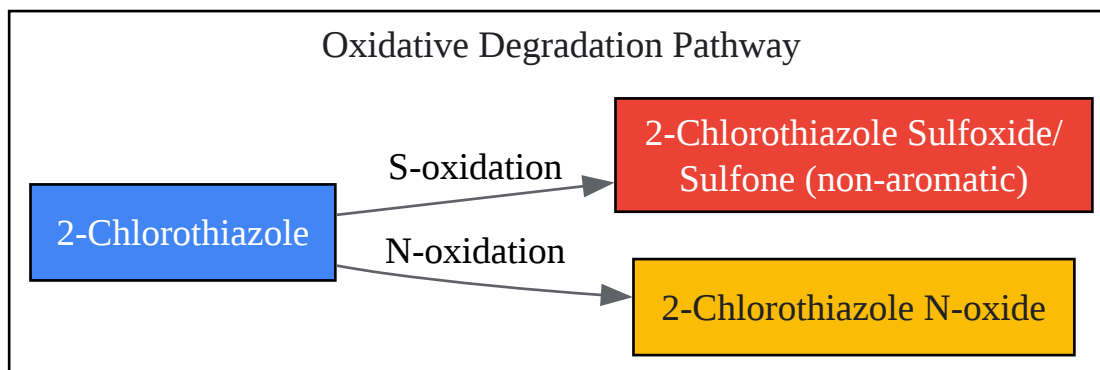 Oxidative Degradation Pathway
2-Chlorothiazole
S-oxidation
N-oxidation
2-Chlorothiazole Sulfoxide/
Sulfone (non-aromatic)
2-Chlorothiazole N-oxide